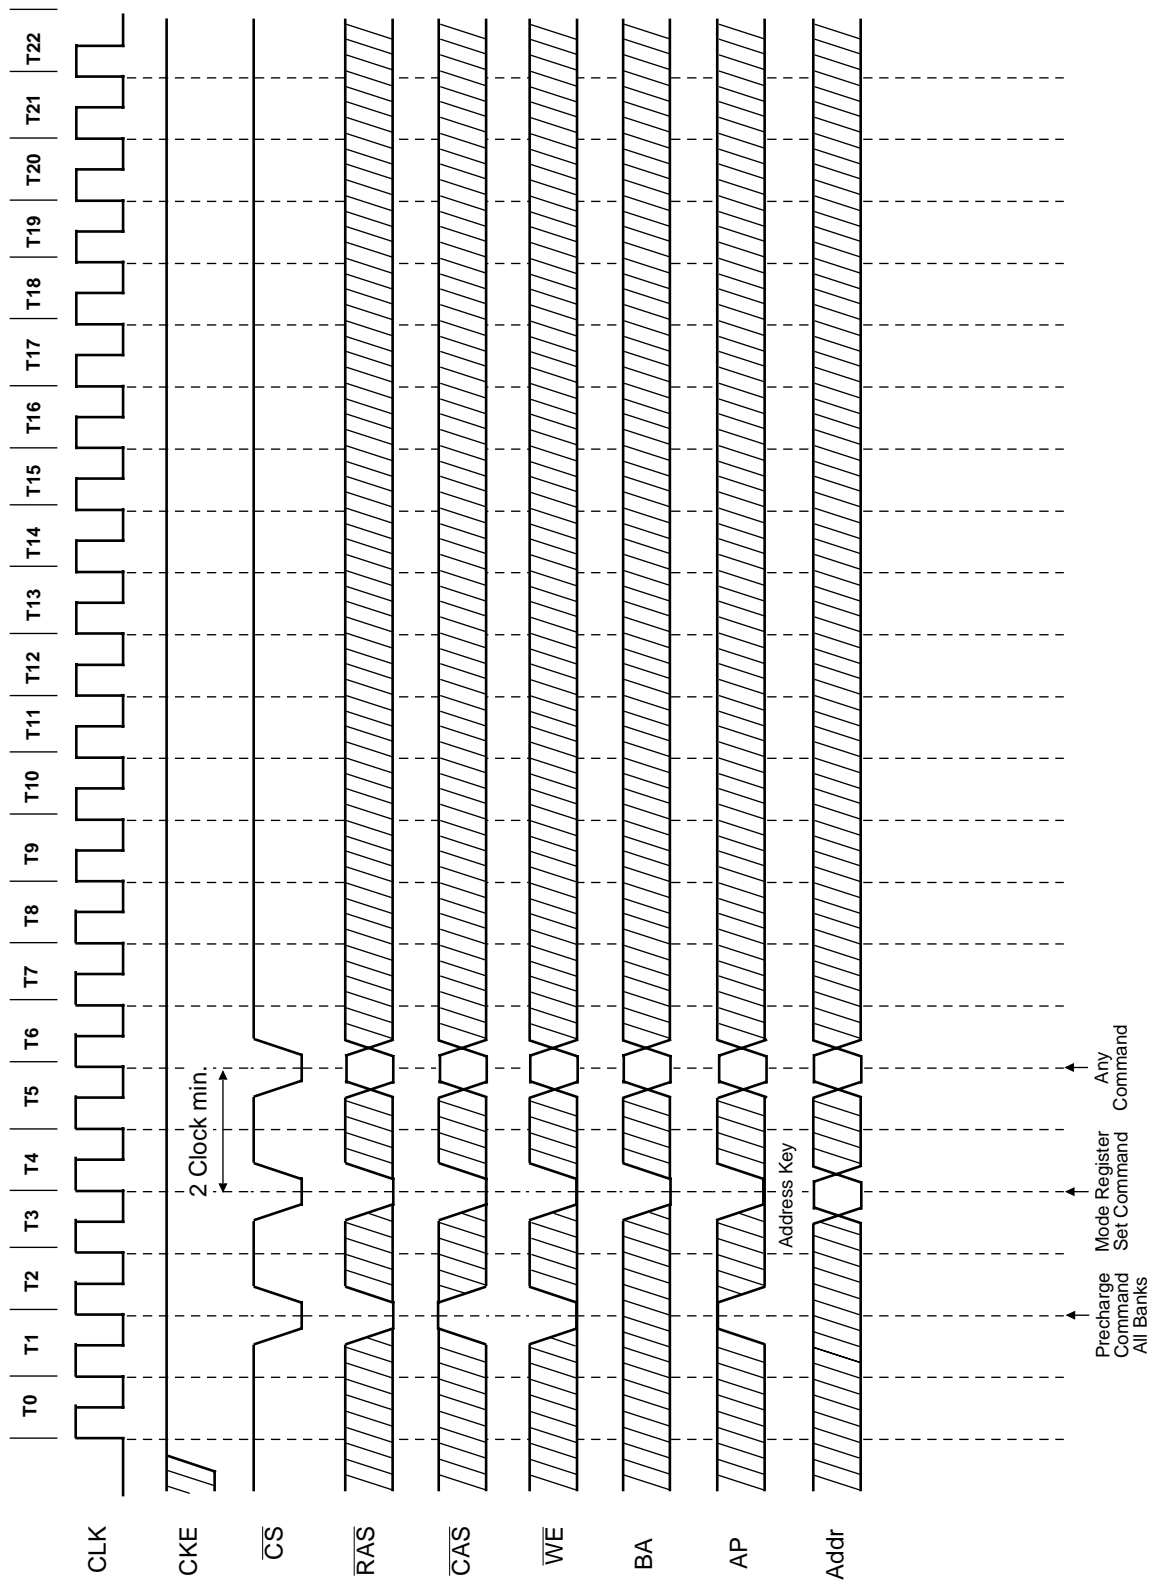 T0 T1 T2 T3 T4 T5 T6 T7 T8 T9 T10 T11 T12 T13 T14 T15 T16 T17 T18 T19 T20 T21 T22
CLK
CKE
2 Clock min.
CS
RAS
CAS
WE
BA
AP
Address Key
Addr
Precharge
Command
All Banks
Mode Register
Set Command
Any
Command